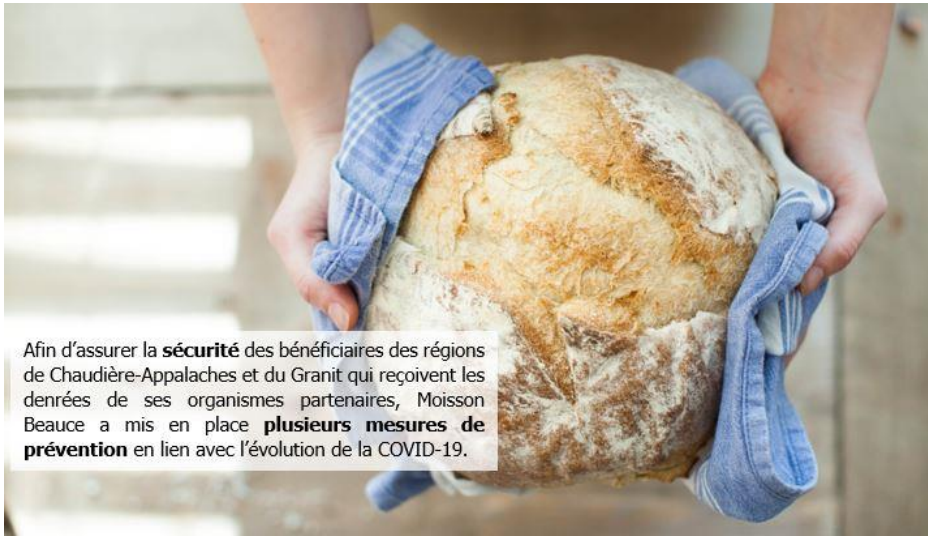 Afin d’assurer la sécurité des bénéficiaires des régions
de Chaudière-Appalaches et du Granit qui reçoivent les
denrées de ses organismes partenaires, Moisson
Beauce a mis en place plusieurs mesures de
prévention en lien avec l’évolution de la COVID-19.